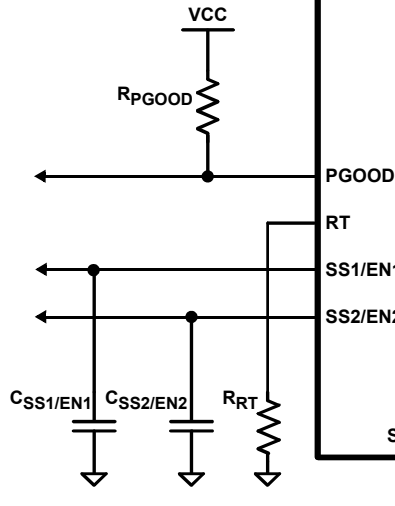 VCC
RPGOOD
PGOOD
RT
SS1/EN1
SS2/EN2
CSS1/EN1 CSS2/EN2 RRT
S